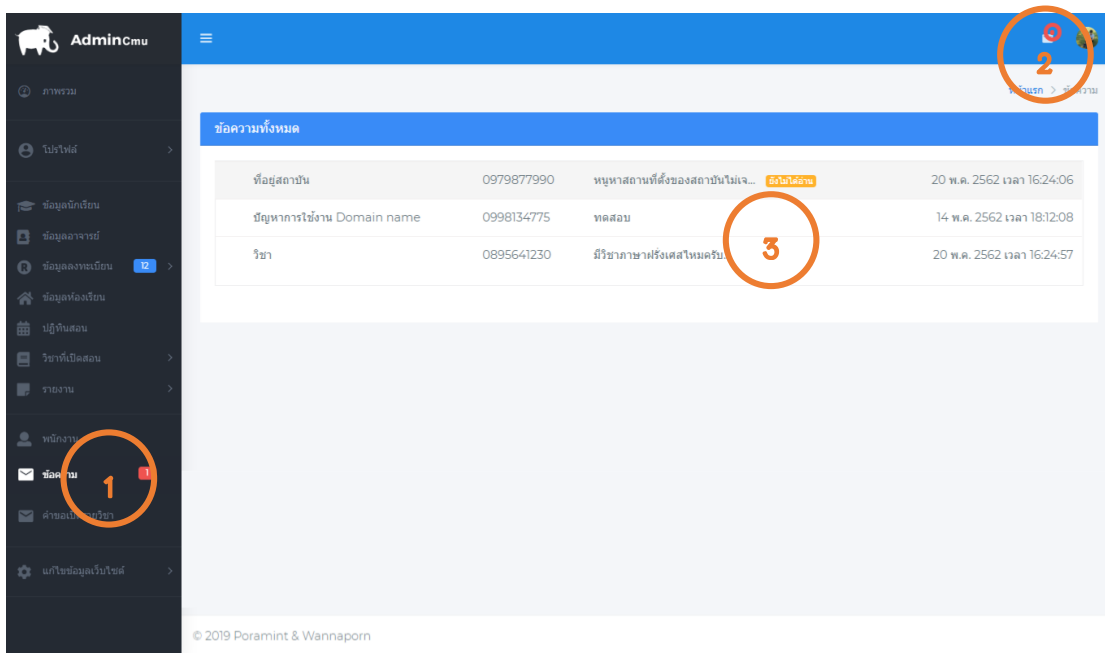 Admincmu
ภาพรวม
โปรไฟล์
ข้อมูลนักเรียน
ข้อมูลอาจารย์
ข้อมูลลงทะเบียน 12
ข้อมูลห้องเรียน
ปฏิทินสอน
วิชาที่เปิดสอน
รายงาน
พนักงาน
ข้อความ 1
1
แก้ไขข้อมูลเว็บไซต์
2
หน้าแรก > ข้อความ
ข้อความทั้งหมด
ที่อยู่สถาบัน 0979877990 หนูหาสถานที่ตั้งของสถาบันไม่เจ... ยังไม่ได้อ่าน 20 พ.ค. 2562 เวลา 16:24:06
ปัญหาการใช้งาน Domain name 0998134775 ทดสอบ 14 พ.ค. 2562 เวลา 18:12:08
วิชา 0895641230 มีวิชาภาษาฝรั่งเศสไหมครับ... 20 พ.ค. 2562 เวลา 16:24:57
3
© 2019 Poramint & Wannaporn